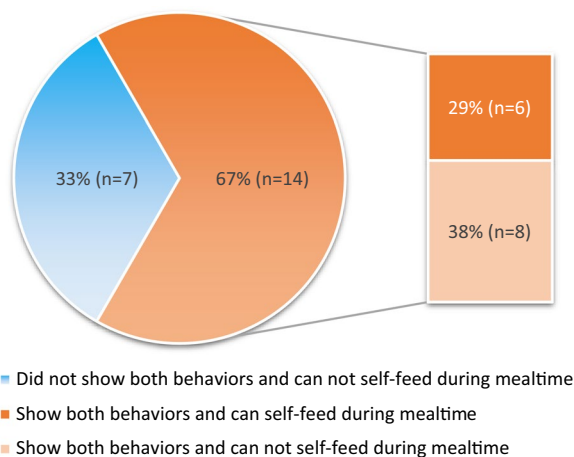 33% (n=7)
67% (n=14)
29% (n=6)
38% (n=8)
Did not show both behaviors and can not self-feed during mealtime
Show both behaviors and can self-feed during mealtime
Show both behaviors and can not self-feed during mealtime